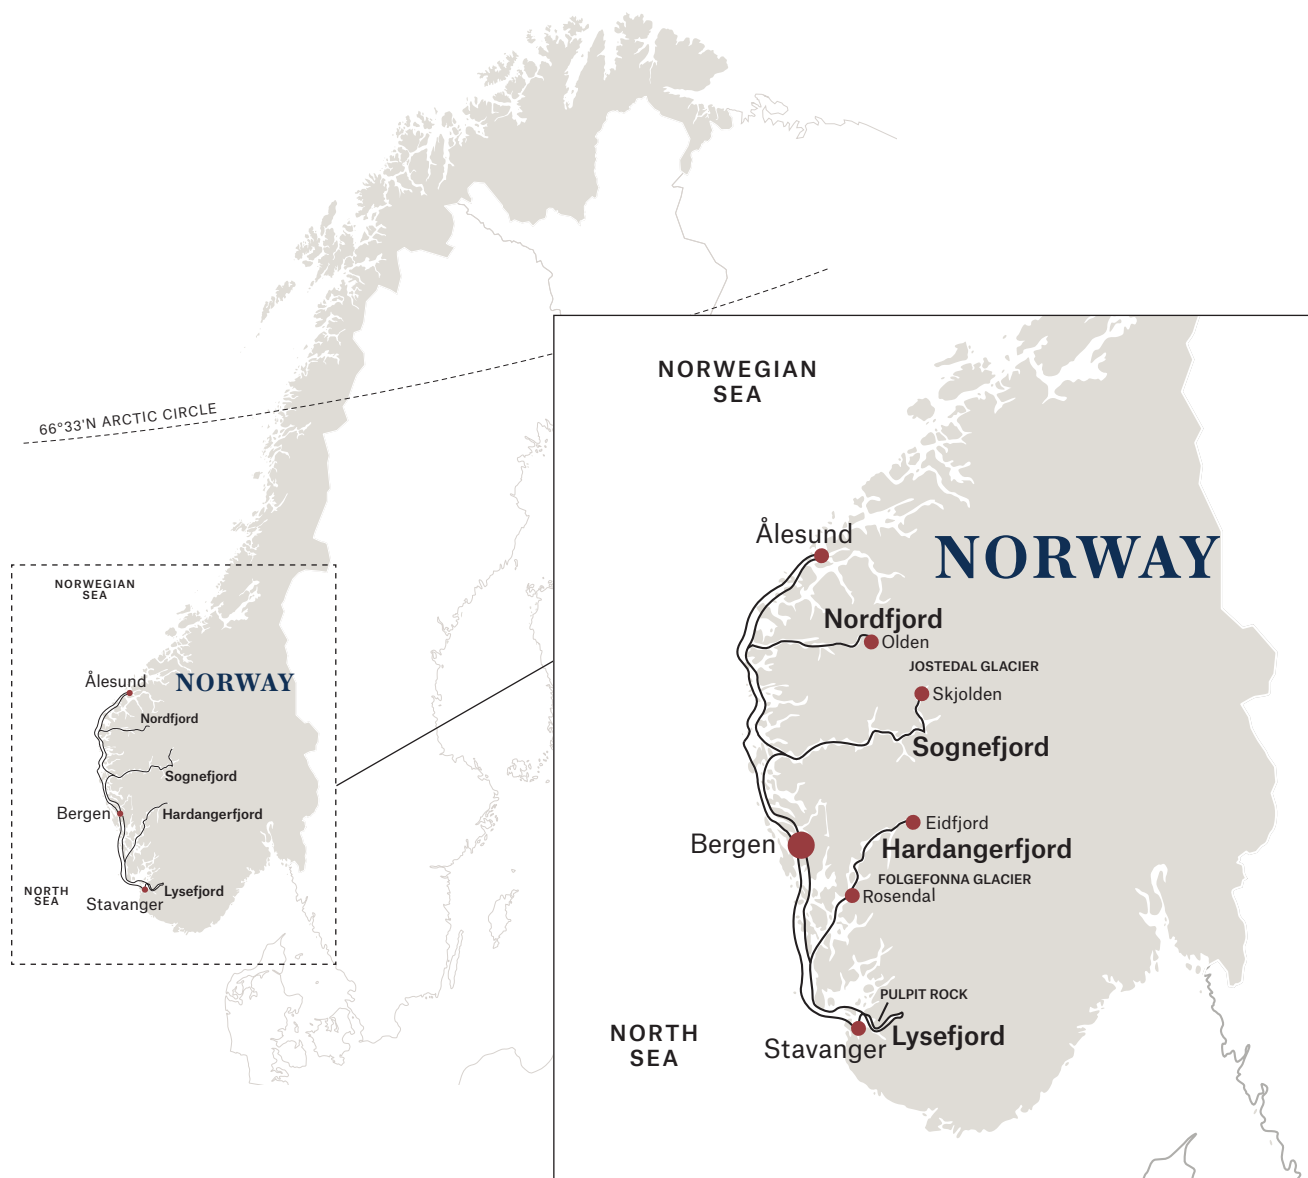 66°33'N ARCTIC CIRCLE
NORWEGIAN
SEA
Ålesund
NORWAY
Nordfjord
Sognefjord
Bergen
Hardangerfjord
NORTH
SEA
Lysefjord
Stavanger
NORWEGIAN
SEA
Ålesund
NORWAY
Nordfjord
Olden
JOSTEDAL GLACIER
Skjolden
Sognefjord
Eidfjord
Bergen
Hardangerfjord
FOLGEFONNA GLACIER
Rosendal
PULPIT ROCK
NORTH
SEA
Lysefjord
Stavanger